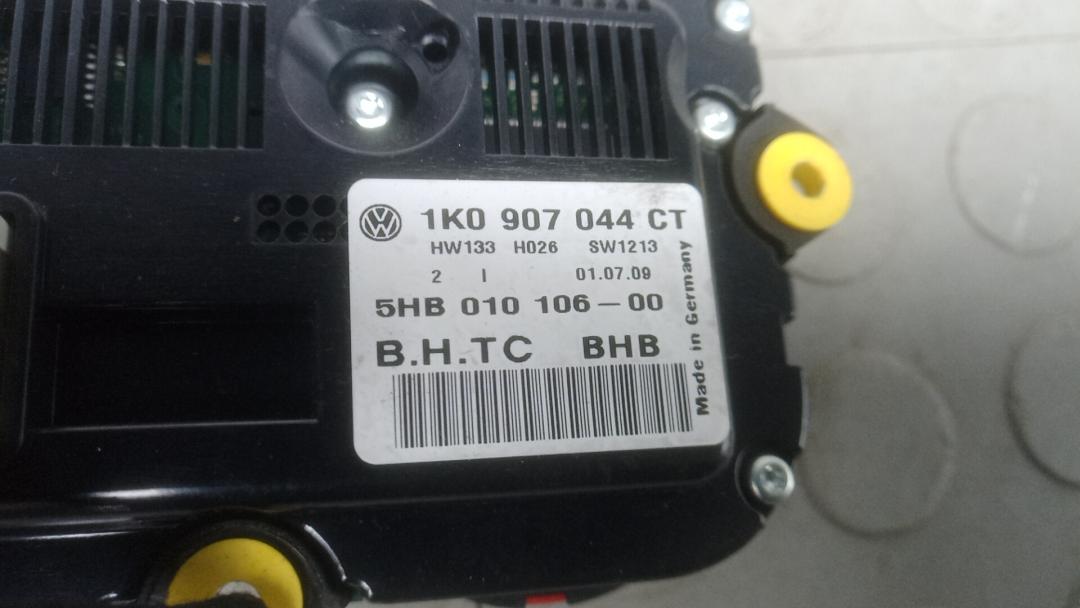 1K0 907 044 CT
HW133 H026 SW1213
2 I 01.07.09
5HB 010 106-00
B.H.TC BHB
Made in Germany